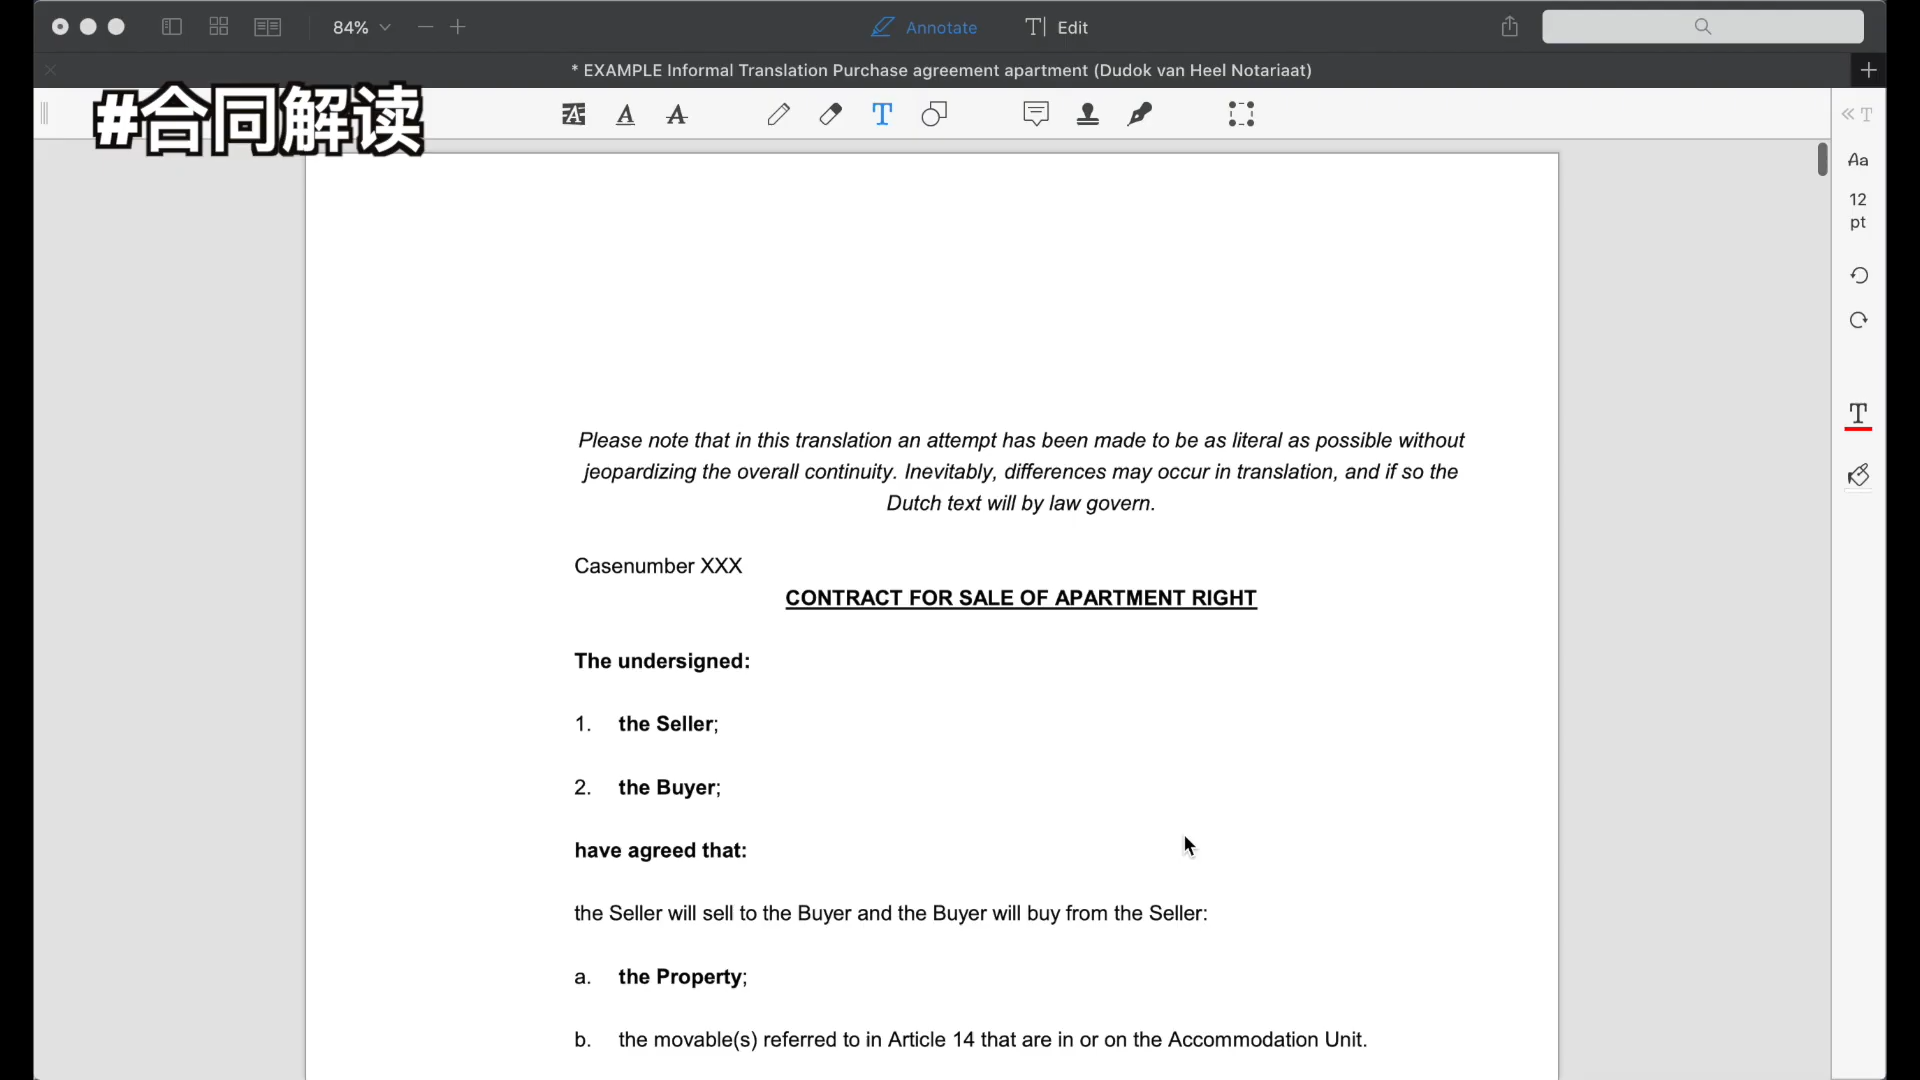 84%
Annotate
Edit
* EXAMPLE Informal Translation Purchase agreement apartment (Dudok van Heel Notariaat)
#合同解读
Aa
12
pt
Please note that in this translation an attempt has been made to be as literal as possible without
jeopardizing the overall continuity. Inevitably, differences may occur in translation, and if so the
Dutch text will by law govern.
Casenumber XXX
CONTRACT FOR SALE OF APARTMENT RIGHT
The undersigned:
1. the Seller;
2. the Buyer;
have agreed that:
the Seller will sell to the Buyer and the Buyer will buy from the Seller:
a. the Property;
b. the movable(s) referred to in Article 14 that are in or on the Accommodation Unit.